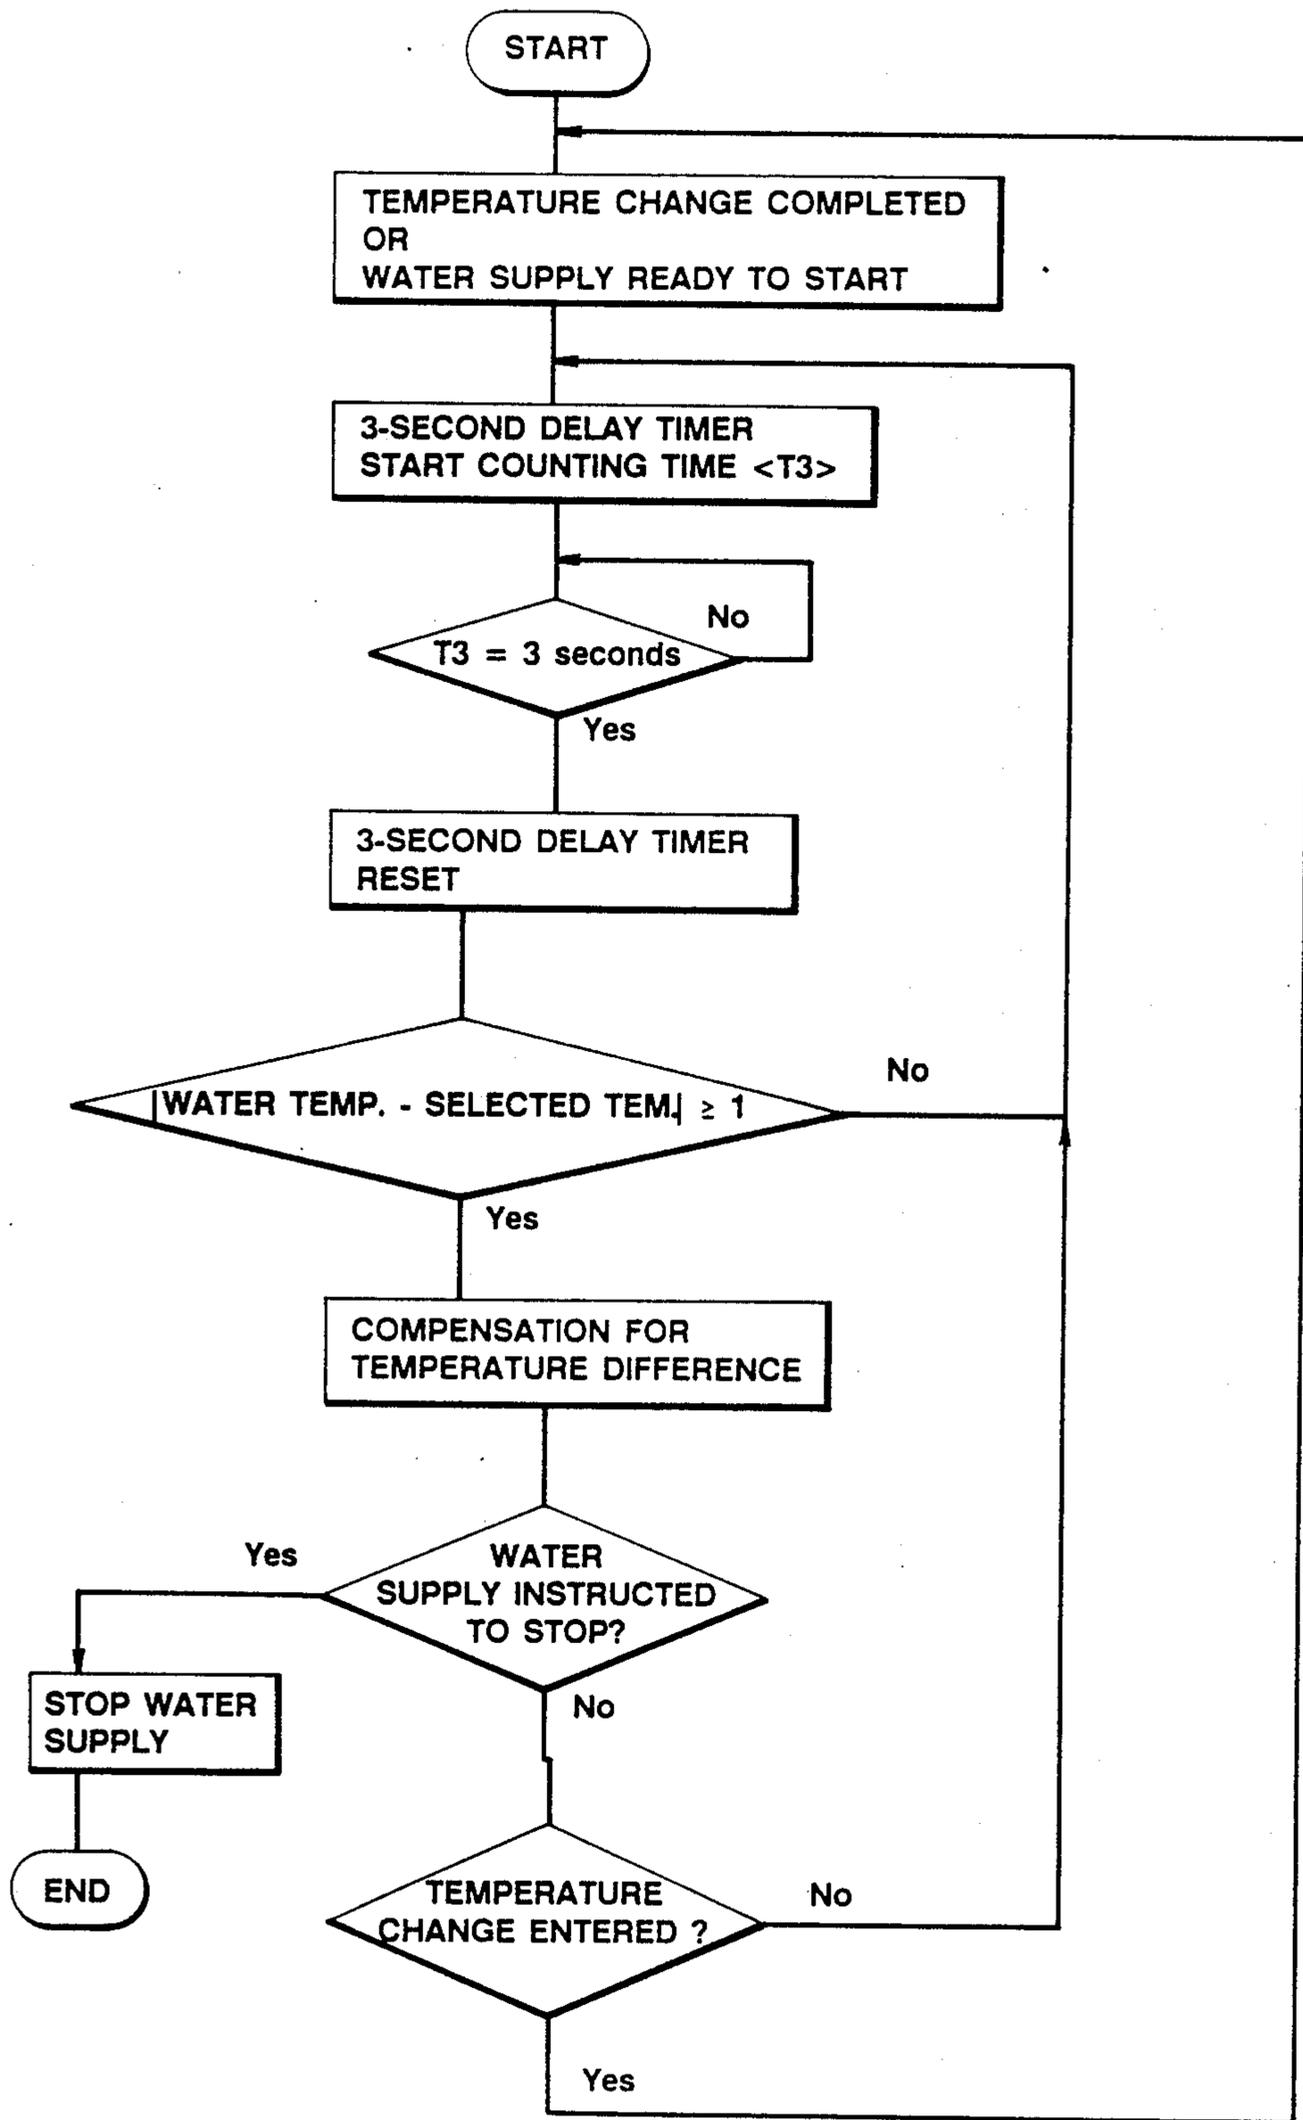 START
TEMPERATURE CHANGE COMPLETED
OR
WATER SUPPLY READY TO START
3-SECOND DELAY TIMER
START COUNTING TIME <T3>
No
T3 = 3 seconds
Yes
3-SECOND DELAY TIMER
RESET
No
|WATER TEMP. - SELECTED TEM.| ≥ 1
Yes
COMPENSATION FOR
TEMPERATURE DIFFERENCE
Yes
WATER
SUPPLY INSTRUCTED
TO STOP?
No
STOP WATER
SUPPLY
END
TEMPERATURE
CHANGE ENTERED ?
No
Yes